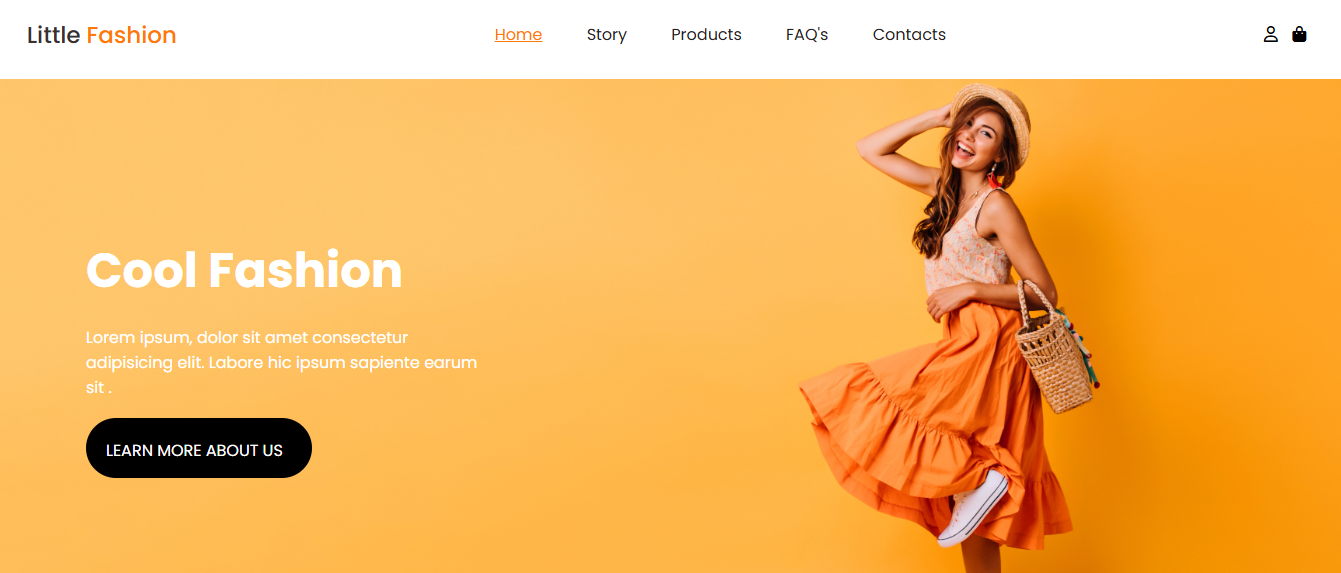 Little Fashion
Home
Story
Products
FAQ's
Contacts
Cool Fashion
Lorem ipsum, dolor sit amet consectetur
adipisicing elit. Labore hic ipsum sapiente earum
sit .
LEARN MORE ABOUT US